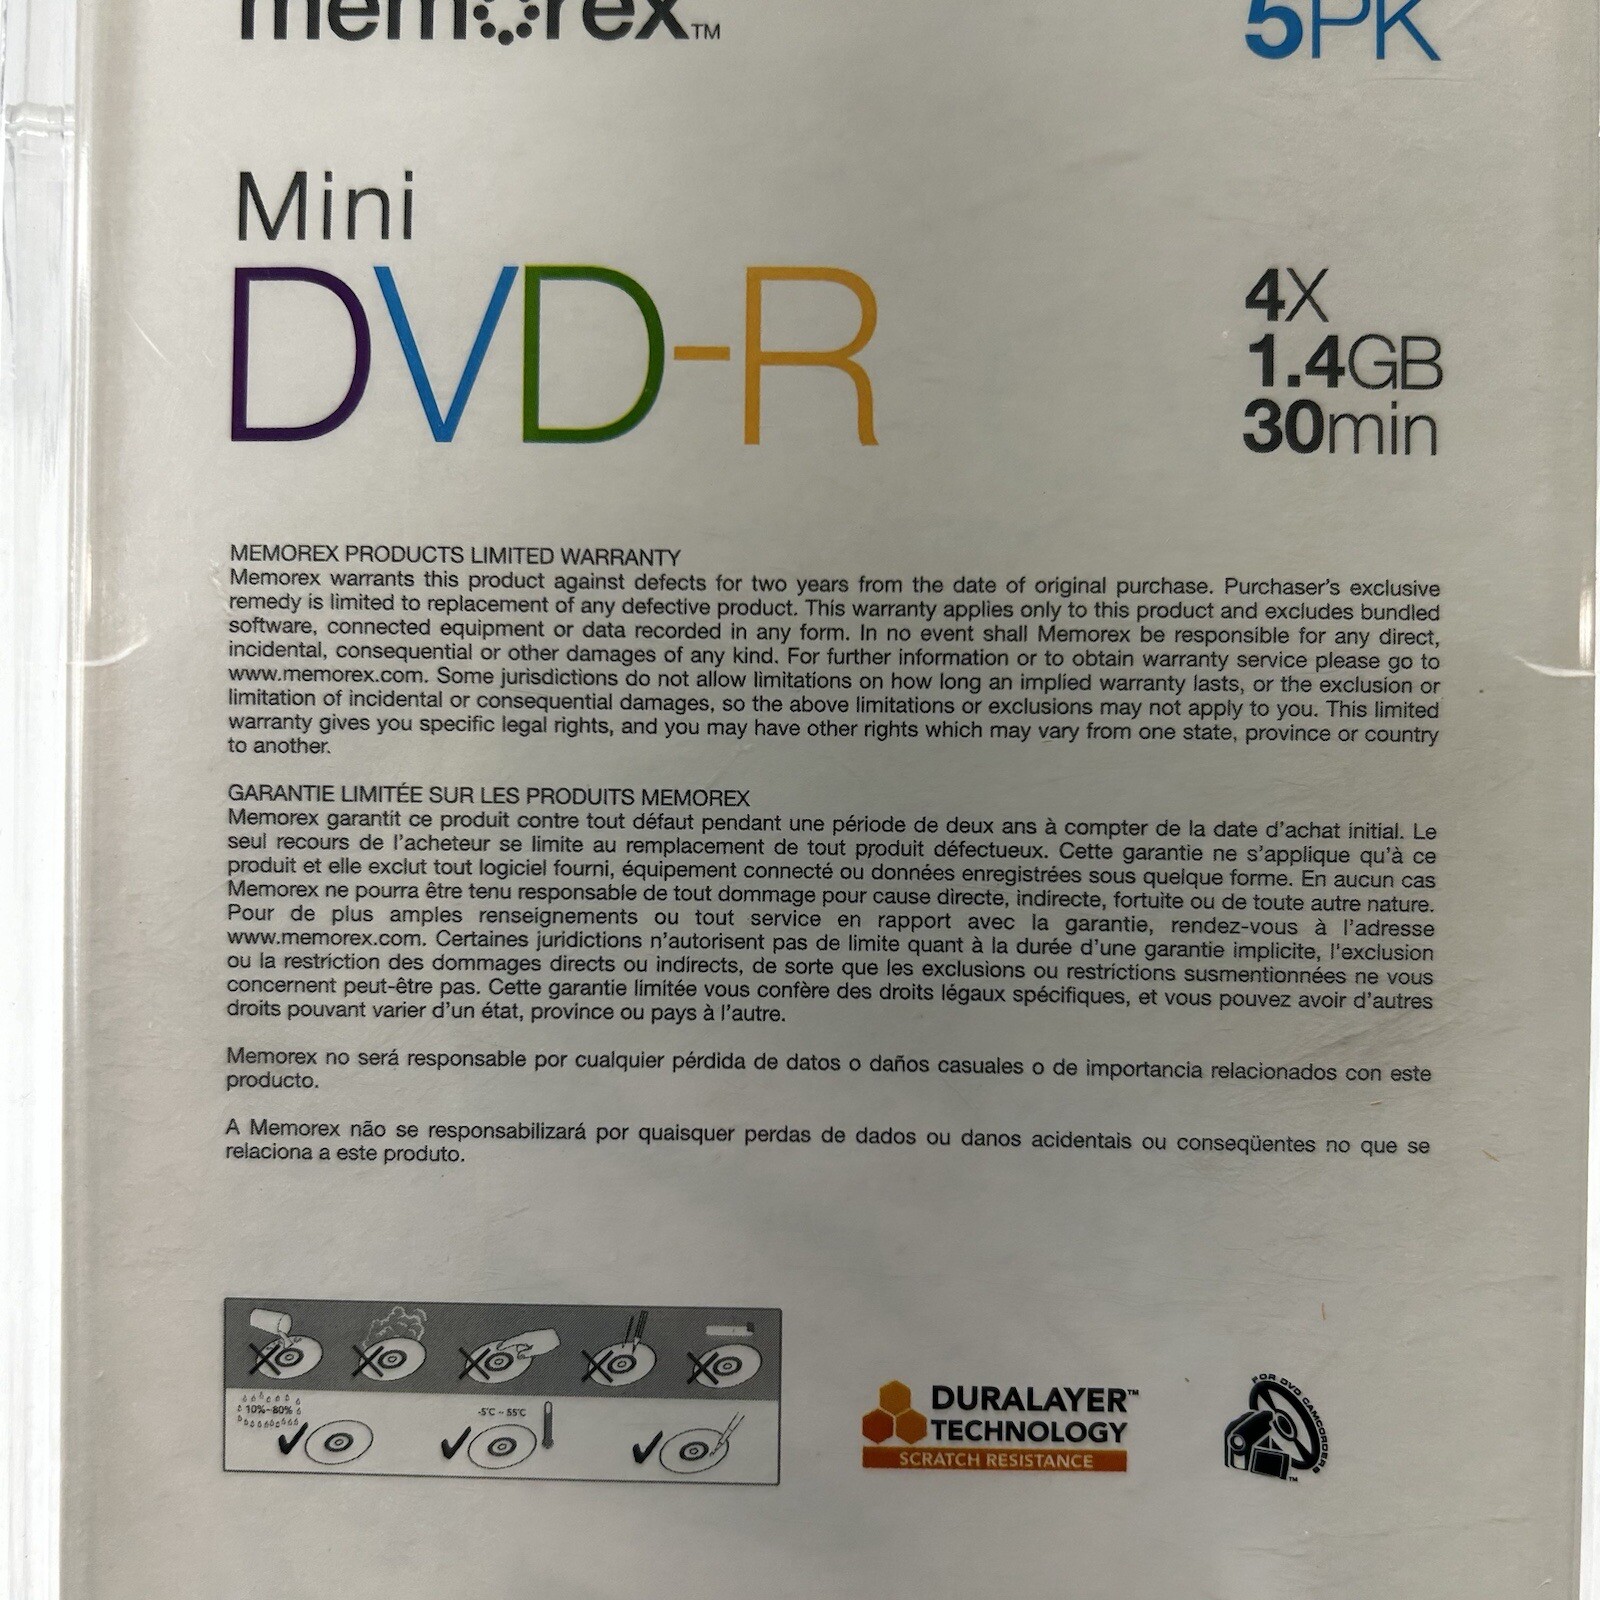 memorex™
5PK
Mini
DVD-R
4X
1.4GB
30min
MEMOREX PRODUCTS LIMITED WARRANTY
Memorex warrants this product against defects for two years from the date of original purchase. Purchaser's exclusive
remedy is limited to replacement of any defective product. This warranty applies only to this product and excludes bundled
software, connected equipment or data recorded in any form. In no event shall Memorex be responsible for any direct,
incidental, consequential or other damages of any kind. For further information or to obtain warranty service please go to
www.memorex.com. Some jurisdictions do not allow limitations on how long an implied warranty lasts, or the exclusion or
limitation of incidental or consequential damages, so the above limitations or exclusions may not apply to you. This limited
warranty gives you specific legal rights, and you may have other rights which may vary from one state, province or country
to another.
GARANTIE LIMITÉE SUR LES PRODUITS MEMOREX
Memorex garantit ce produit contre tout défaut pendant une période de deux ans à compter de la date d'achat initial. Le
seul recours de l'acheteur se limite au remplacement de tout produit défectueux. Cette garantie ne s'applique qu'à ce
produit et elle exclut tout logiciel fourni, équipement connecté ou données enregistrées sous quelque forme. En aucun cas
Memorex ne pourra être tenu responsable de tout dommage pour cause directe, indirecte, fortuite ou de toute autre nature.
Pour de plus amples renseignements ou tout service en rapport avec la garantie, rendez-vous à l'adresse
www.memorex.com. Certaines juridictions n'autorisent pas de limite quant à la durée d'une garantie implicite, l'exclusion
ou la restriction des dommages directs ou indirects, de sorte que les exclusions ou restrictions susmentionnées ne vous
concernent peut-être pas. Cette garantie limitée vous confère des droits légaux spécifiques, et vous pouvez avoir d'autres
droits pouvant varier d'un état, province ou pays à l'autre.
Memorex no será responsable por cualquier pérdida de datos o daños casuales o de importancia relacionados con este
producto.
A Memorex não se responsabilizará por quaisquer perdas de dados ou danos acidentais ou conseqüentes no que se
relaciona a este produto.
10%~80%
-5°C ~ 55°C
DURALAYER™
TECHNOLOGY
SCRATCH RESISTANCE
FOR DVD CAMCORDERS
™